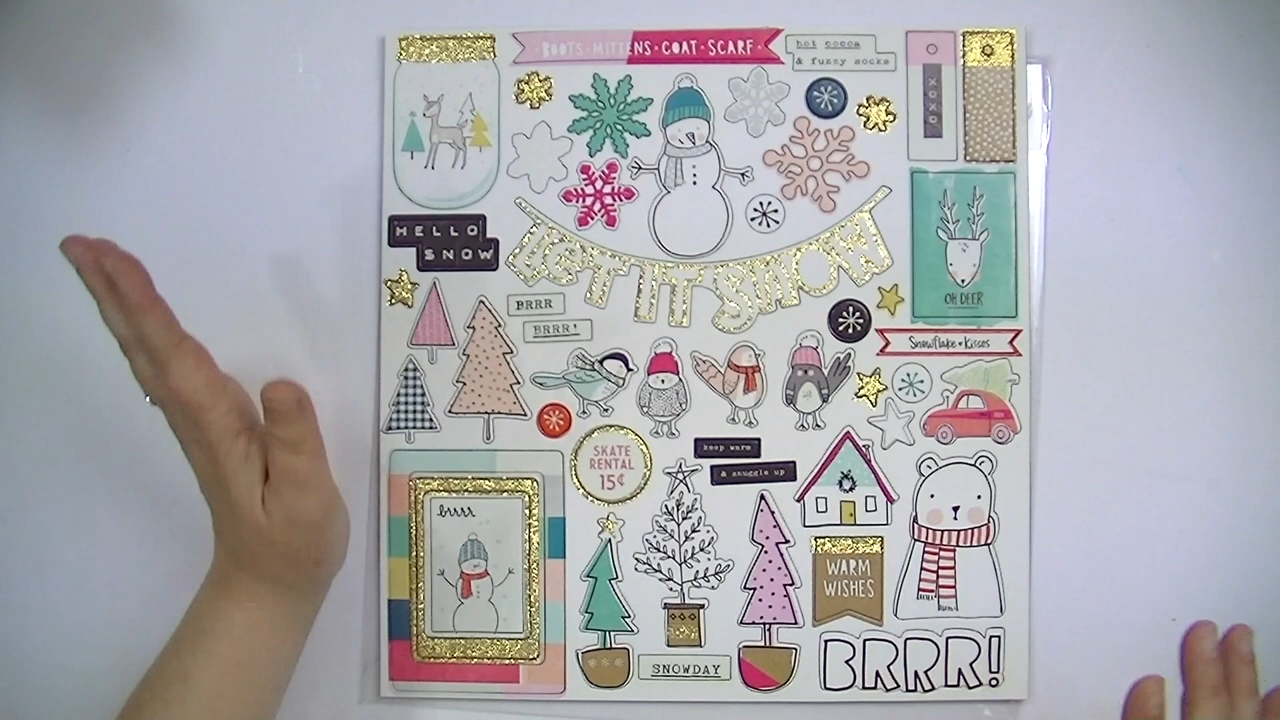 BOOTS • MITTENS • COAT • SCARF
hot cocoa
& fuzzy socks
XOXO
HELLO
SNOW
LET IT SNOW
OH DEER
BRRR
BRRR!
Snowflake • Kisses
SKATE
RENTAL
15¢
keep warm
& snuggle up
brrrr
WARM
WISHES
SNOWDAY
BRRR!